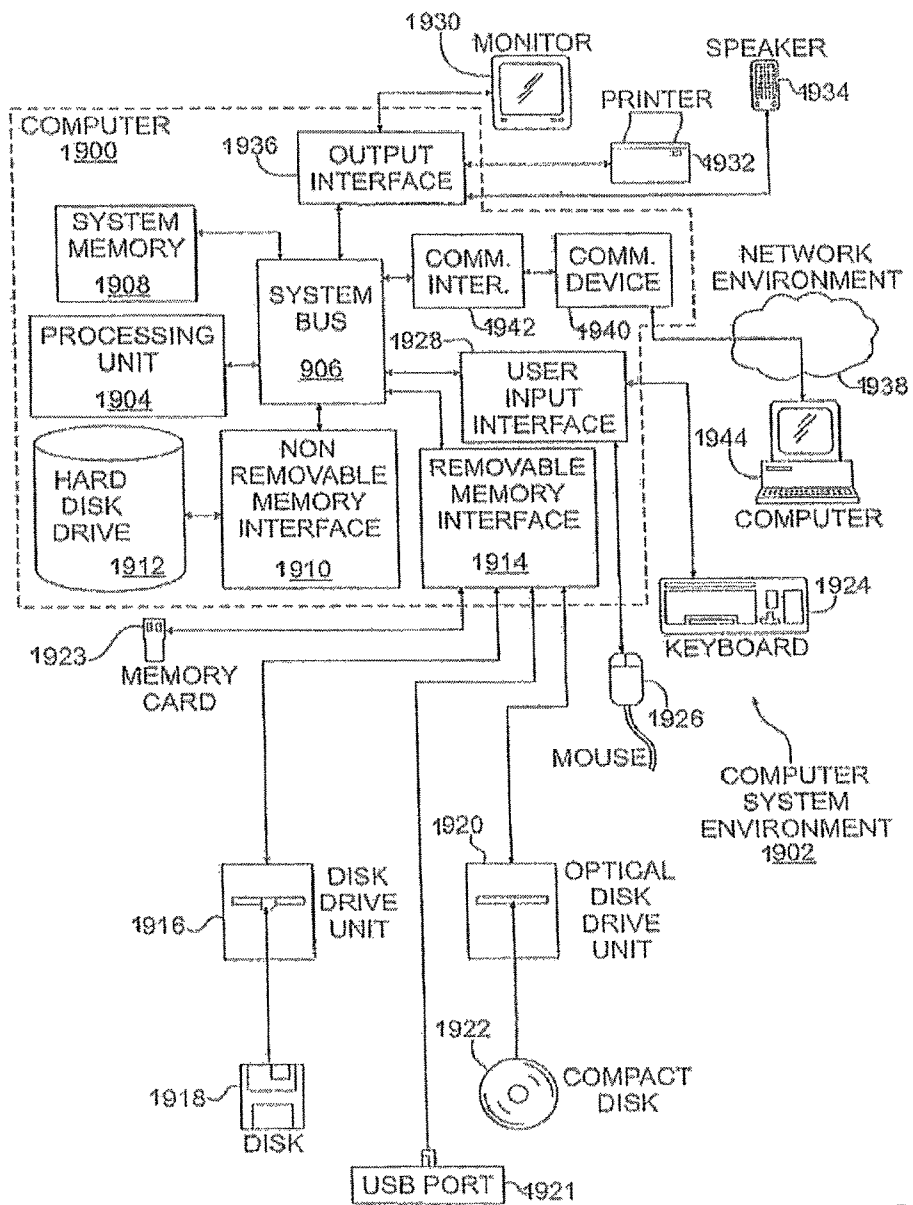 1930
MONITOR
SPEAKER
1934
PRINTER
1932
COMPUTER
1900
1936
OUTPUT
INTERFACE
SYSTEM
MEMORY
1908
SYSTEM
BUS
906
COMM.
INTER.
1942
COMM.
DEVICE
1940
NETWORK
ENVIRONMENT
1938
PROCESSING
UNIT
1904
1928
USER
INPUT
INTERFACE
1944
COMPUTER
HARD
DISK
DRIVE
1912
NON
REMOVABLE
MEMORY
INTERFACE
1910
REMOVABLE
MEMORY
INTERFACE
1914
1924
KEYBOARD
1923
MEMORY
CARD
1926
MOUSE
COMPUTER
SYSTEM
ENVIRONMENT
1902
1916
DISK
DRIVE
UNIT
1920
OPTICAL
DISK
DRIVE
UNIT
1918
DISK
1922
COMPACT
DISK
USB PORT
1921